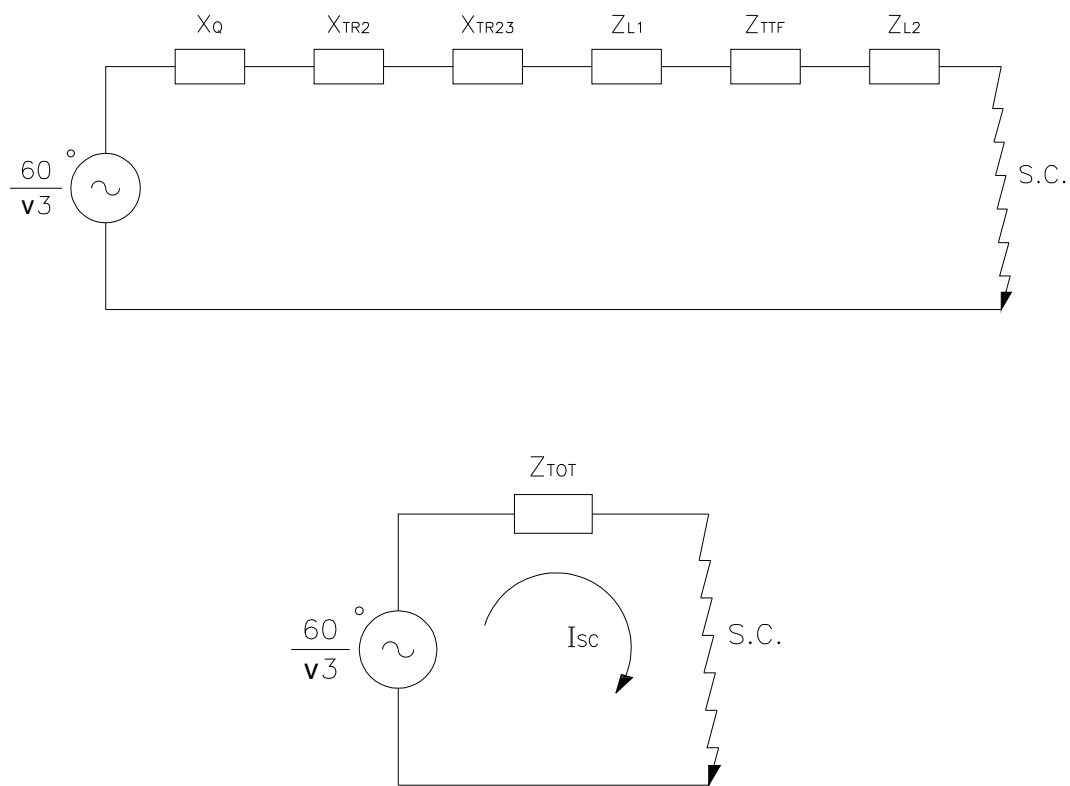 XQ XTR2 XTR23 ZL1 ZTTF ZL2
60
v3
S.C.
ZTOT
60
v3
ISC
S.C.